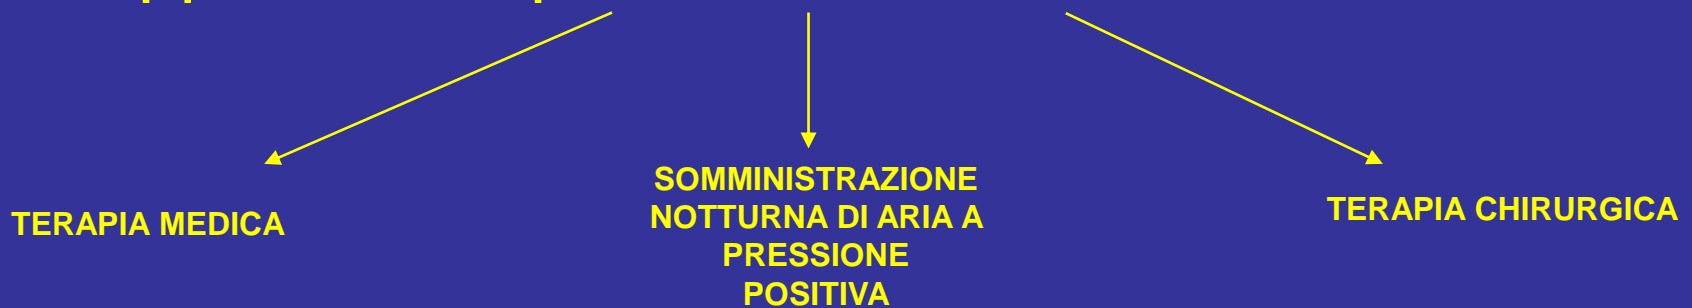 TERAPIA MEDICA
SOMMINISTRAZIONE
NOTTURNA DI ARIA A
PRESSIONE
POSITIVA
TERAPIA CHIRURGICA